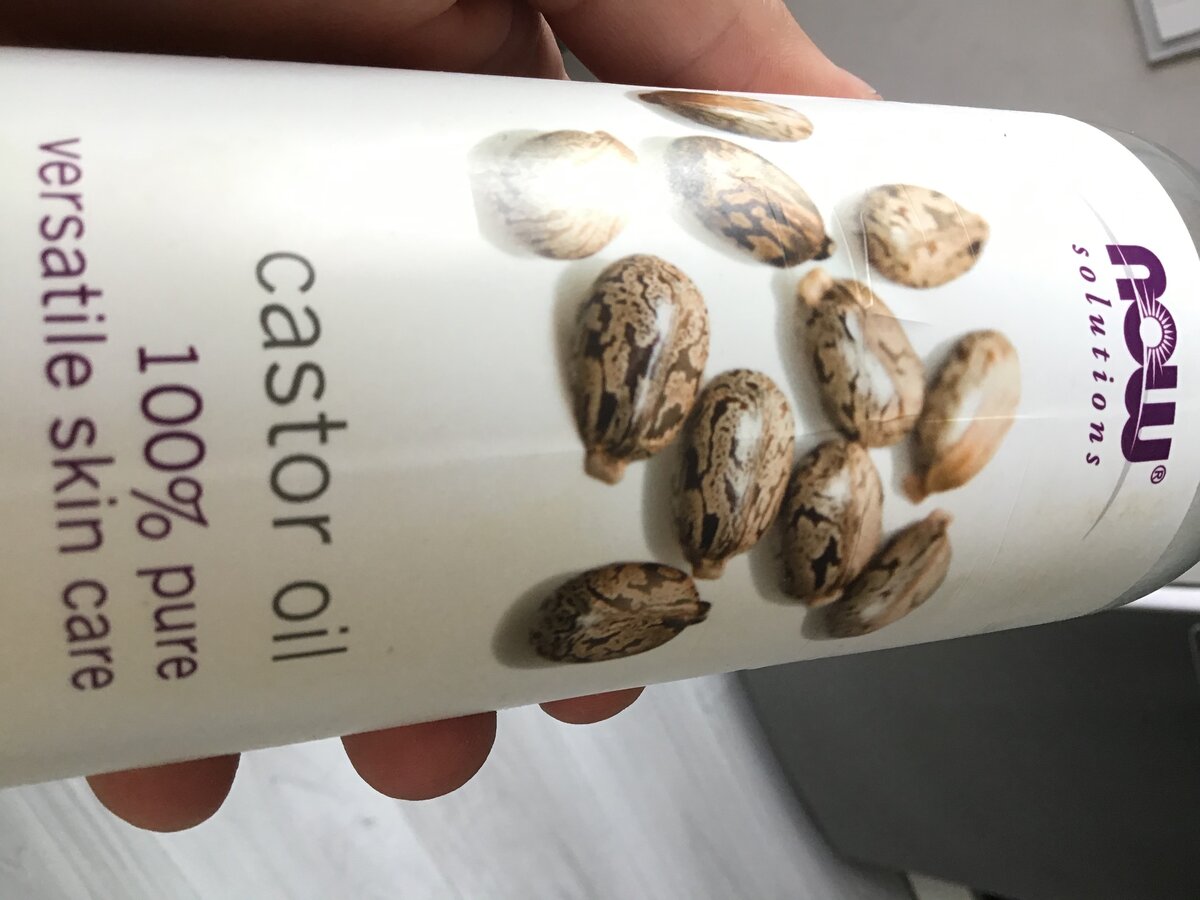 NOW®
solutions
castor oil
100% pure
versatile skin care